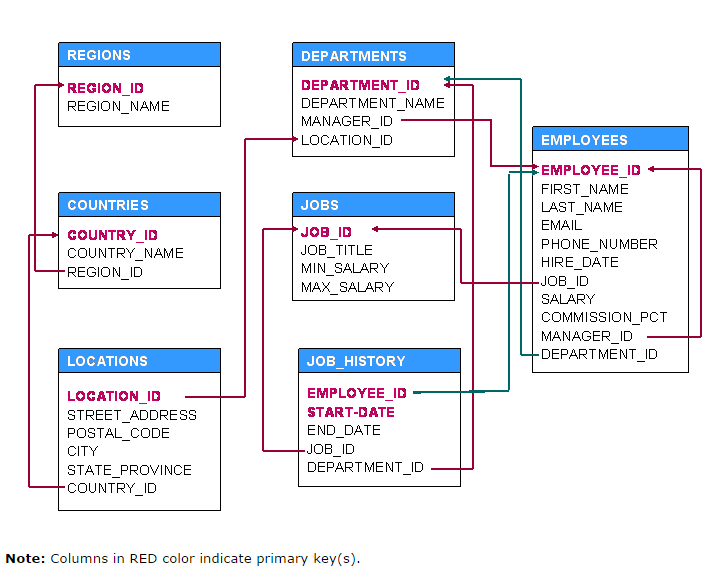 REGIONS
REGION_ID
REGION_NAME
DEPARTMENTS
DEPARTMENT_ID
DEPARTMENT_NAME
MANAGER_ID
LOCATION_ID
EMPLOYEES
EMPLOYEE_ID
FIRST_NAME
LAST_NAME
EMAIL
PHONE_NUMBER
HIRE_DATE
JOB_ID
SALARY
COMMISSION_PCT
MANAGER_ID
DEPARTMENT_ID
COUNTRIES
COUNTRY_ID
COUNTRY_NAME
REGION_ID
JOBS
JOB_ID
JOB_TITLE
MIN_SALARY
MAX_SALARY
LOCATIONS
LOCATION_ID
STREET_ADDRESS
POSTAL_CODE
CITY
STATE_PROVINCE
COUNTRY_ID
JOB_HISTORY
EMPLOYEE_ID
START-DATE
END_DATE
JOB_ID
DEPARTMENT_ID
Note: Columns in RED color indicate primary key(s).